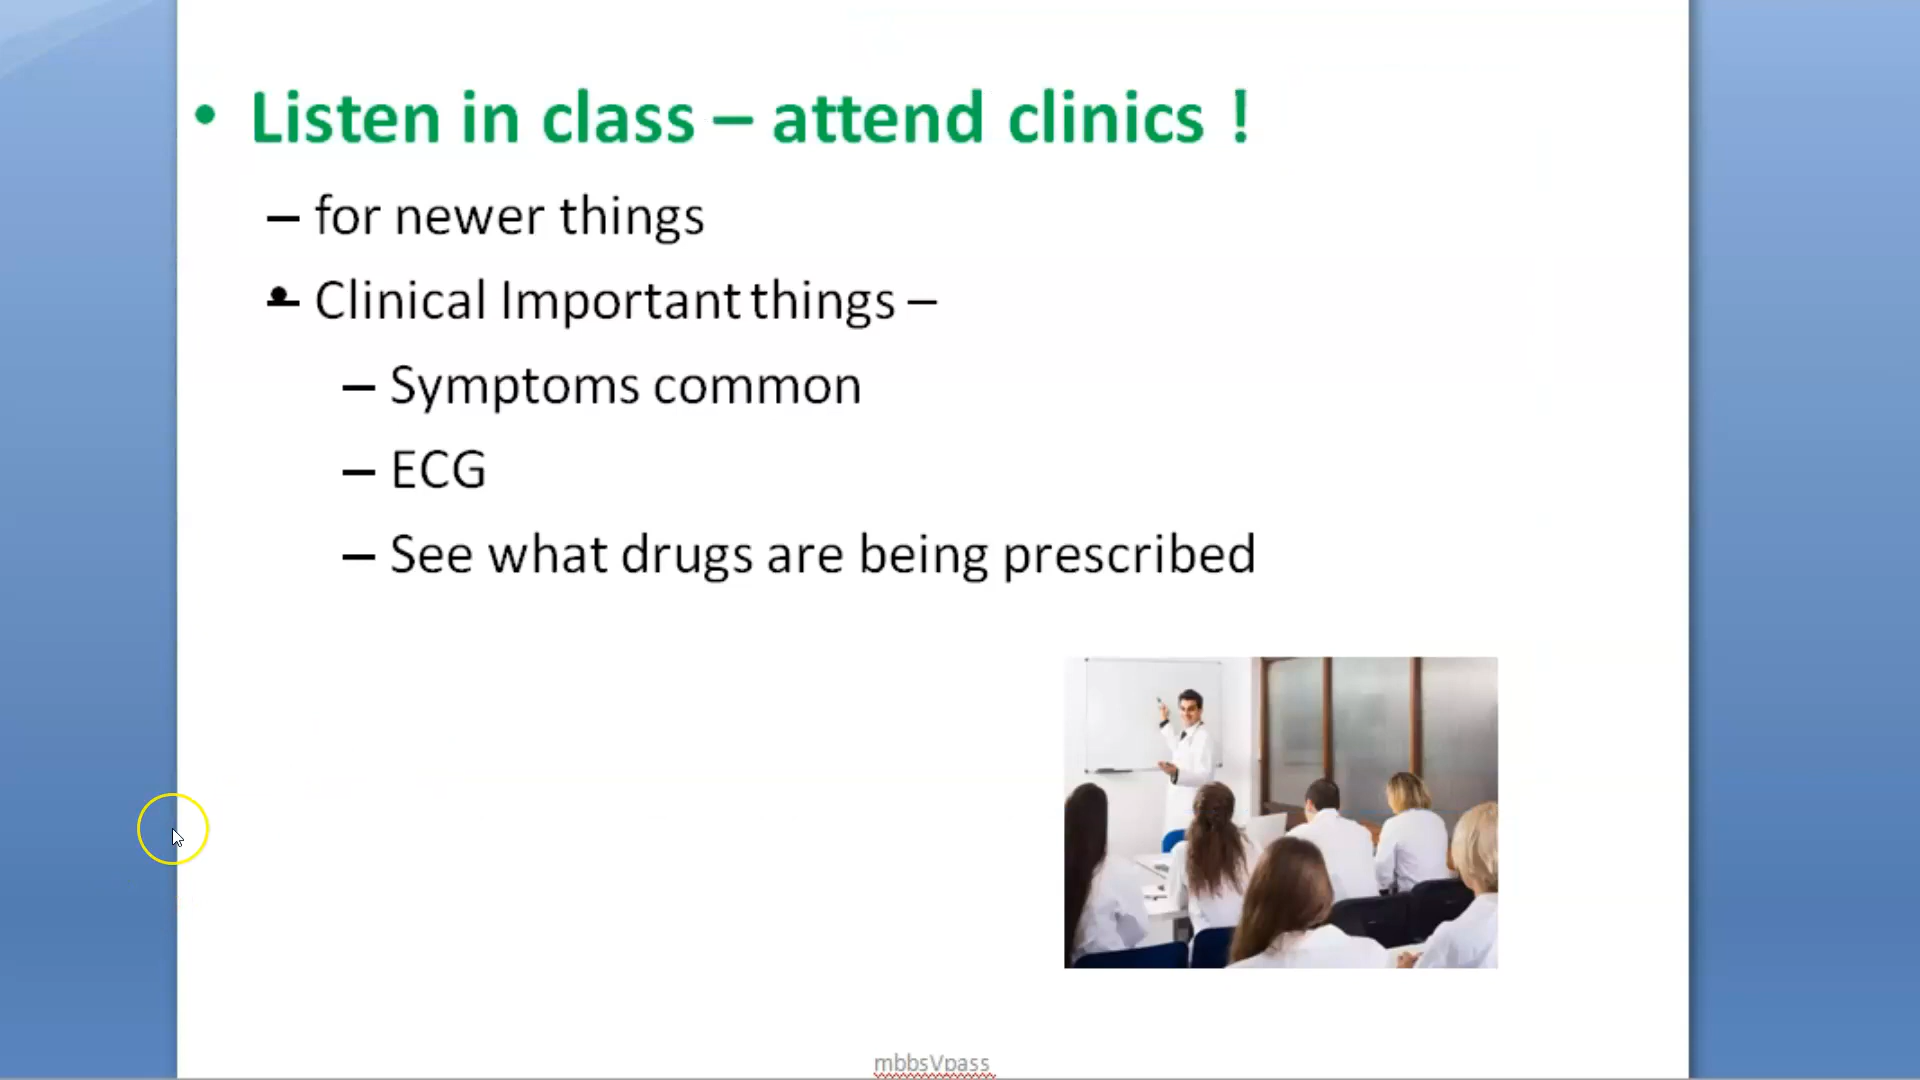 • Listen in class – attend clinics !
– for newer things
– Clinical Important things –
– Symptoms common
– ECG
– See what drugs are being prescribed
mbbsVpass